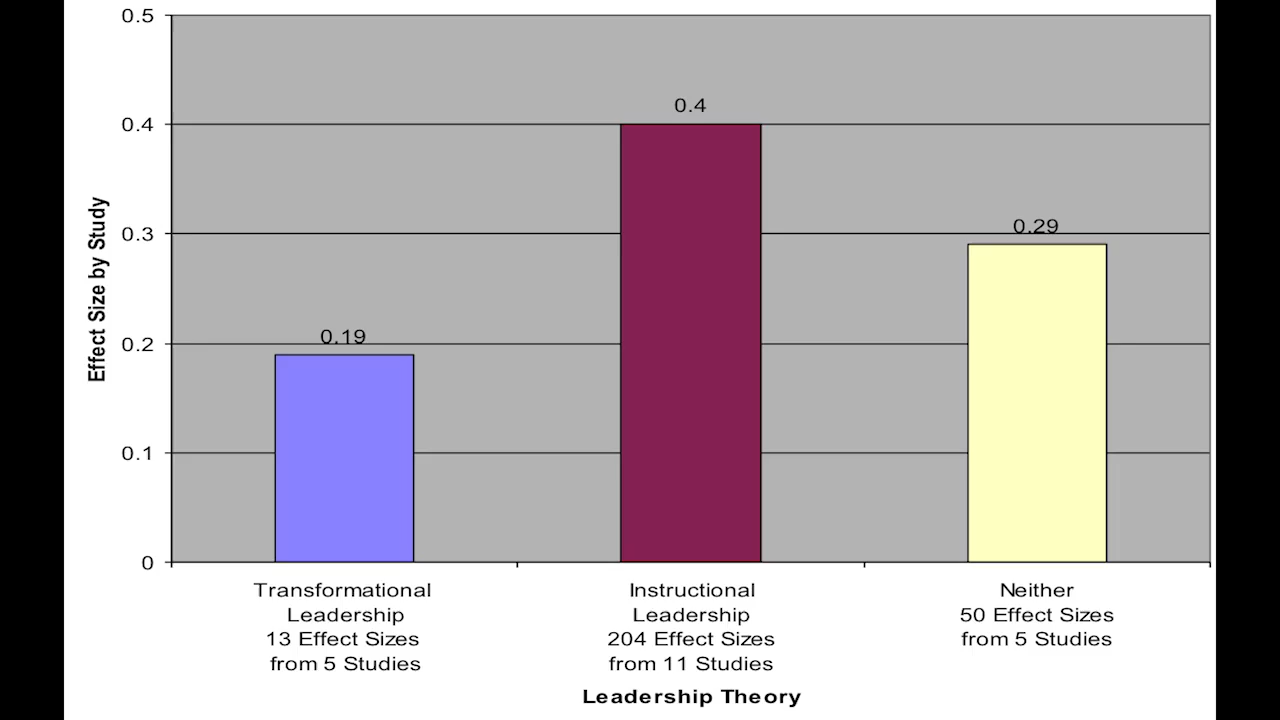 0.5
0.4
0.3
0.2
0.1
0
Effect Size by Study
0.19
0.4
0.29
Transformational
Leadership
13 Effect Sizes
from 5 Studies
Instructional
Leadership
204 Effect Sizes
from 11 Studies
Neither
50 Effect Sizes
from 5 Studies
Leadership Theory